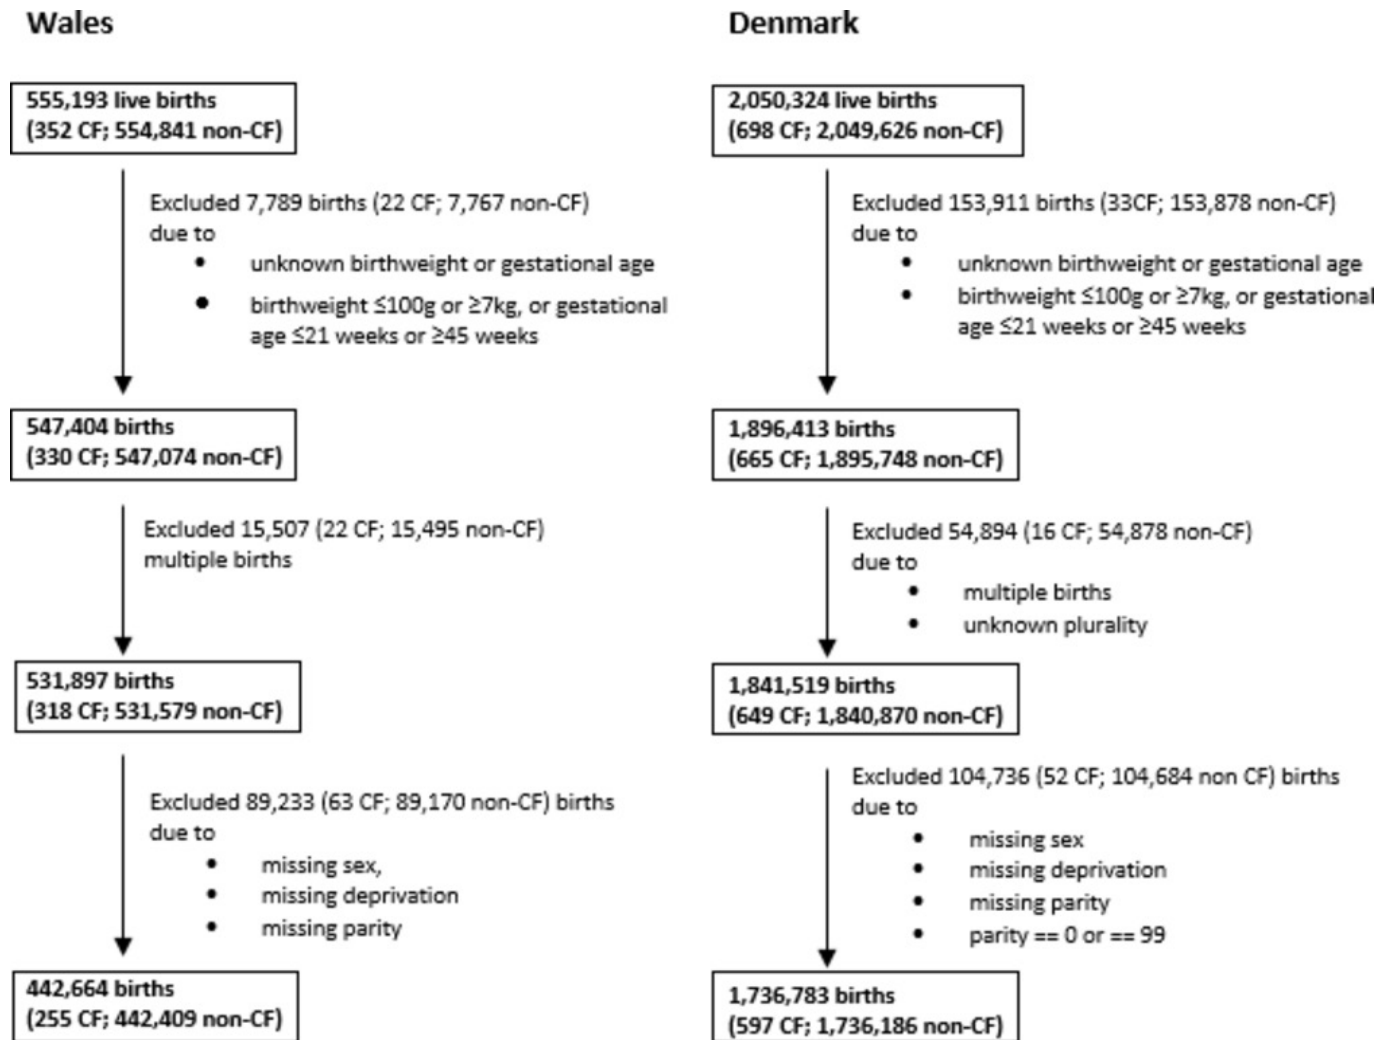 Wales
555,193 live births
(352 CF; 554,841 non-CF)
Excluded 7,789 births (22 CF; 7,767 non-CF)
due to
• unknown birthweight or gestational age
• birthweight ≤100g or ≥7kg, or gestational
age ≤21 weeks or ≥45 weeks
547,404 births
(330 CF; 547,074 non-CF)
Excluded 15,507 (22 CF; 15,495 non-CF)
multiple births
531,897 births
(318 CF; 531,579 non-CF)
Excluded 89,233 (63 CF; 89,170 non-CF) births
due to
• missing sex,
• missing deprivation
• missing parity
442,664 births
(255 CF; 442,409 non-CF)
Denmark
2,050,324 live births
(698 CF; 2,049,626 non-CF)
Excluded 153,911 births (33CF; 153,878 non-CF)
due to
• unknown birthweight or gestational age
• birthweight ≤100g or ≥7kg, or gestational
age ≤21 weeks or ≥45 weeks
1,896,413 births
(665 CF; 1,895,748 non-CF)
Excluded 54,894 (16 CF; 54,878 non-CF)
due to
• multiple births
• unknown plurality
1,841,519 births
(649 CF; 1,840,870 non-CF)
Excluded 104,736 (52 CF; 104,684 non CF) births
due to
• missing sex
• missing deprivation
• missing parity
• parity == 0 or == 99
1,736,783 births
(597 CF; 1,736,186 non-CF)